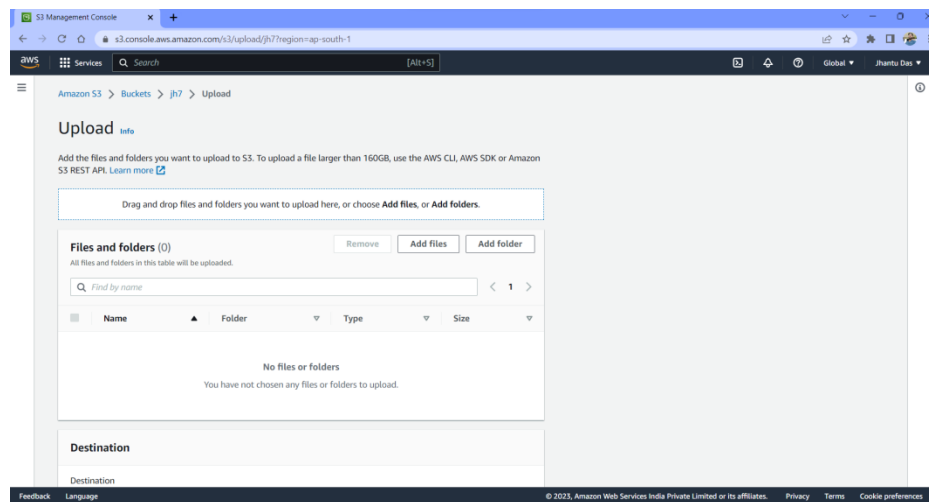 S3 Management Console
s3.console.aws.amazon.com/s3/upload/jh7?region=ap-south-1
aws
Services
Search
[Alt+S]
Global
Jhantu Das
Amazon S3 > Buckets > jh7 > Upload
Upload Info
Add the files and folders you want to upload to S3. To upload a file larger than 160GB, use the AWS CLI, AWS SDK or Amazon
S3 REST API. Learn more
Drag and drop files and folders you want to upload here, or choose Add files, or Add folders.
Files and folders (0)
Remove
Add files
Add folder
All files and folders in this table will be uploaded.
Find by name
< 1 >
Name
Folder
Type
Size
No files or folders
You have not chosen any files or folders to upload.
Destination
Destination
Feedback
Language
© 2023, Amazon Web Services India Private Limited or its affiliates.
Privacy
Terms
Cookie preferences